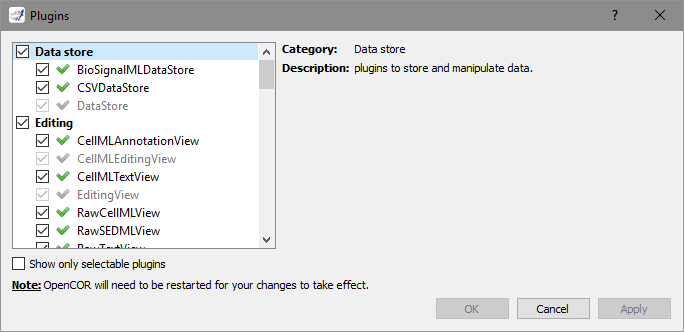 Plugins
Data store
BioSignalMLDataStore
CSVDataStore
DataStore
Editing
CellMLAnnotationView
CellMLEditingView
CellMLTextView
EditingView
RawCellMLView
RawSEDMLView
RawTextView
Category: Data store
Description: plugins to store and manipulate data.
Show only selectable plugins
Note: OpenCOR will need to be restarted for your changes to take effect.
OK Cancel Apply